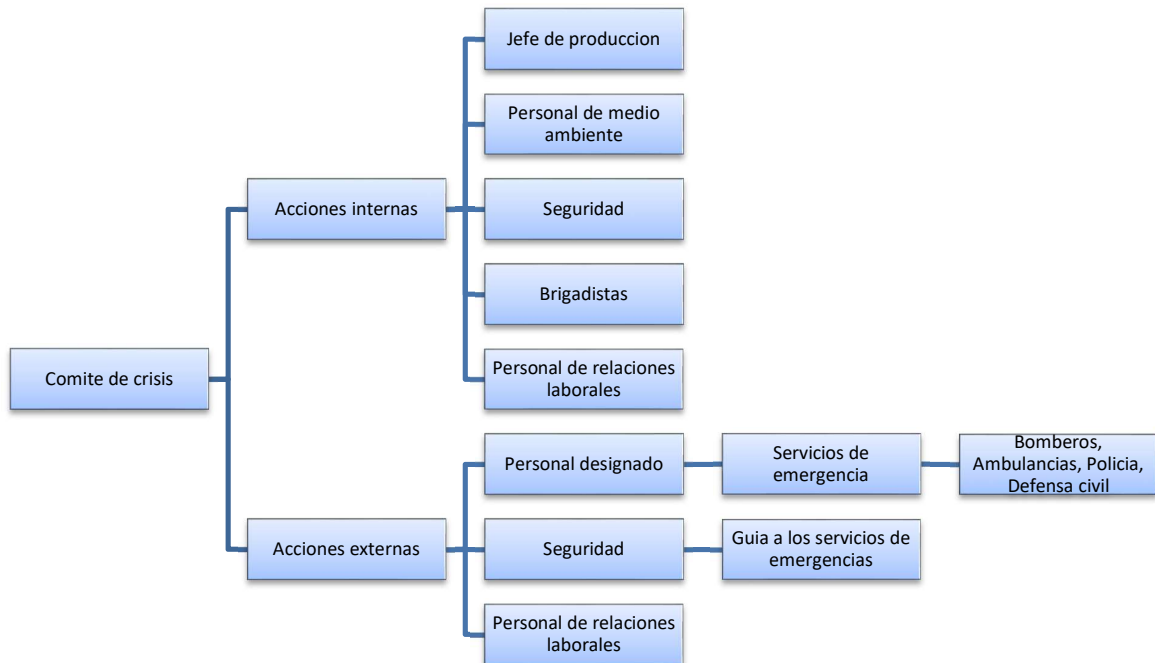 Jefe de produccion
Personal de medio
ambiente
Acciones internas
Seguridad
Brigadistas
Personal de relaciones
laborales
Comite de crisis
Personal designado
Servicios de
emergencia
Bomberos,
Ambulancias, Policia,
Defensa civil
Acciones externas
Seguridad
Guia a los servicios de
emergencias
Personal de relaciones
laborales